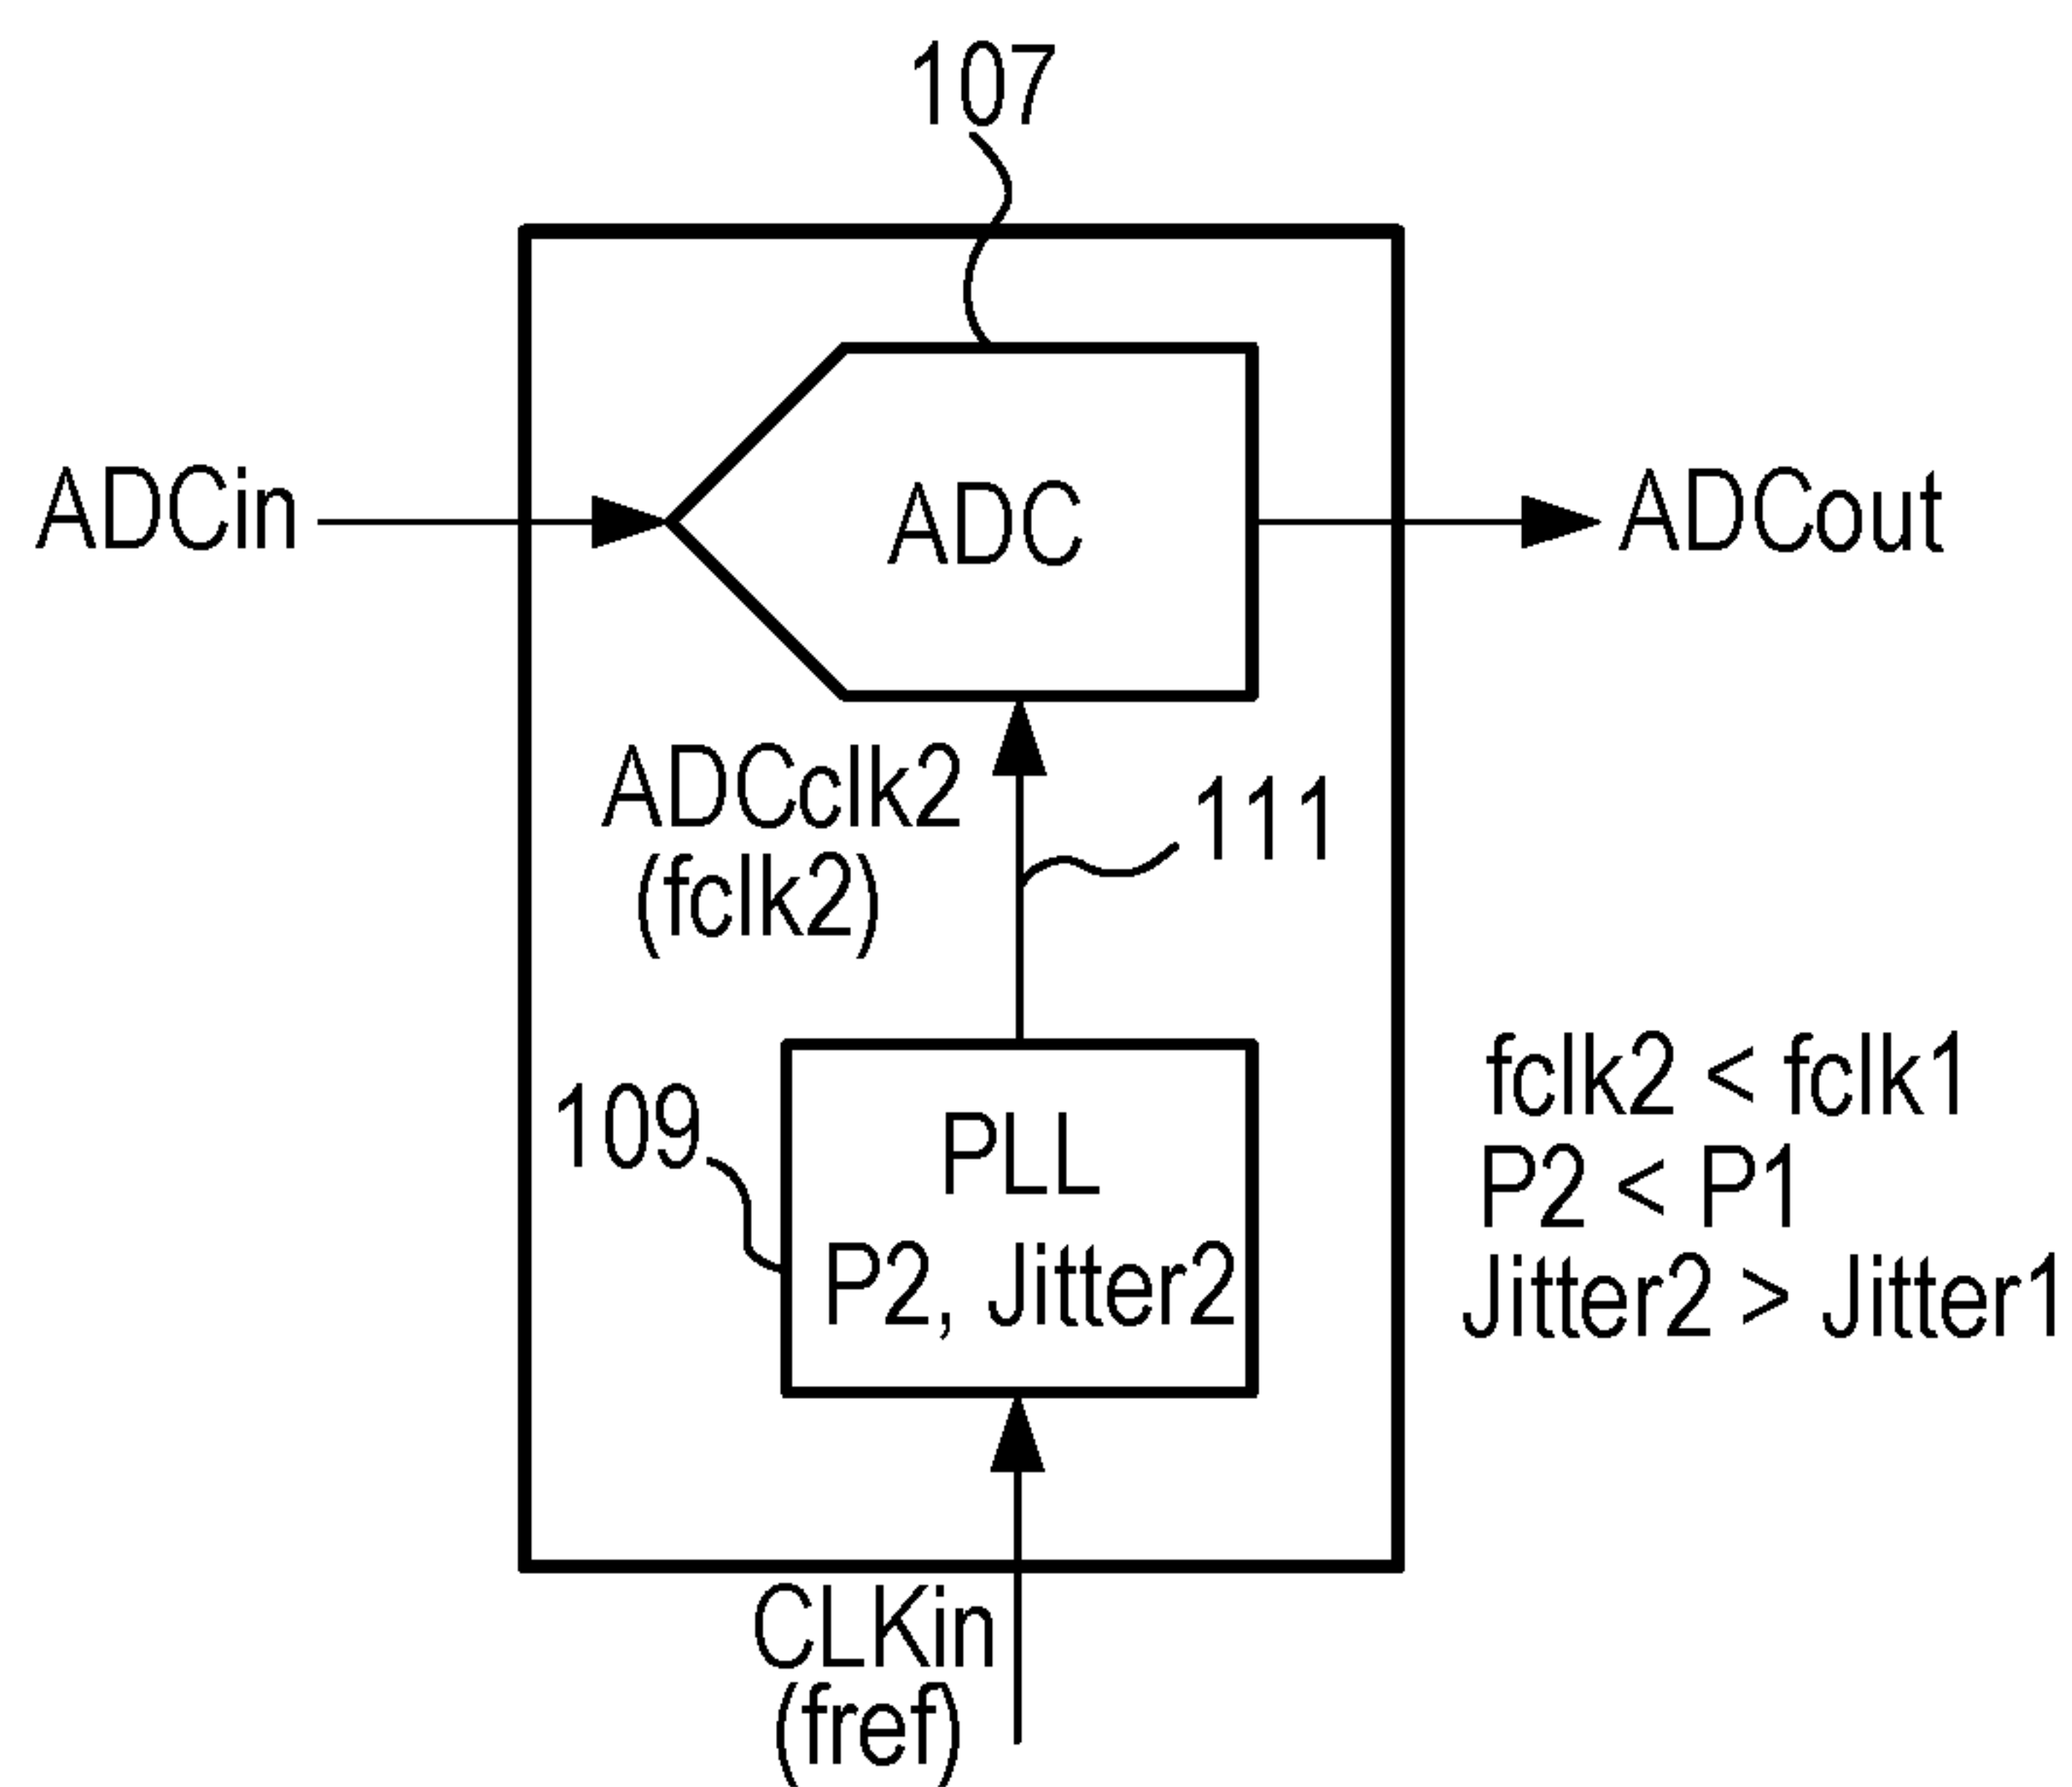 107
ADCin
ADC
ADCout
ADCclk2
(fclk2)
111
109
PLL
P2, Jitter2
fclk2 < fclk1
P2 < P1
Jitter2 > Jitter1
CLKin
(fref)